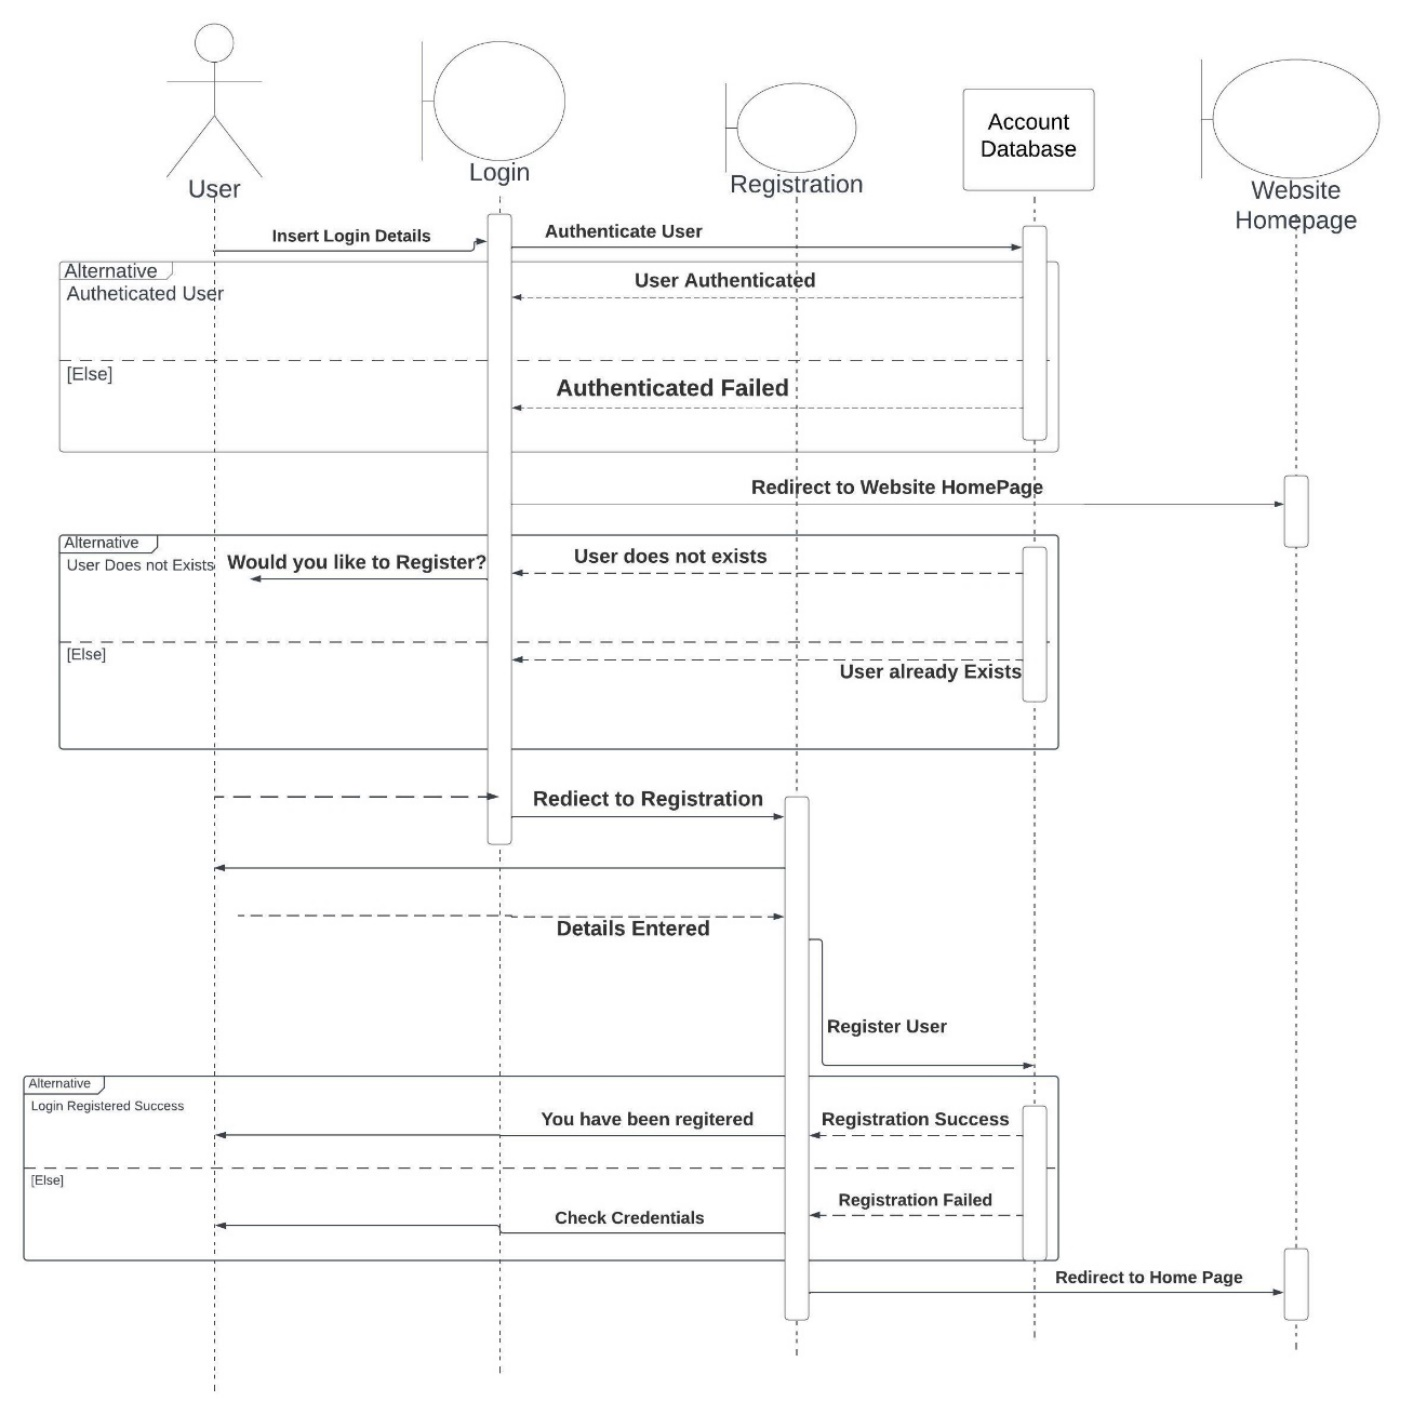 User
Login
Registration
Account
Database
Website
Homepage
Insert Login Details
Authenticate User
Alternative
Autheticated User
User Authenticated
[Else]
Authenticated Failed
Redirect to Website HomePage
Alternative
User Does not Exists
Would you like to Register?
User does not exists
[Else]
User already Exists
Rediect to Registration
Details Entered
Register User
Alternative
Login Registered Success
You have been regitered
Registration Success
[Else]
Registration Failed
Check Credentials
Redirect to Home Page